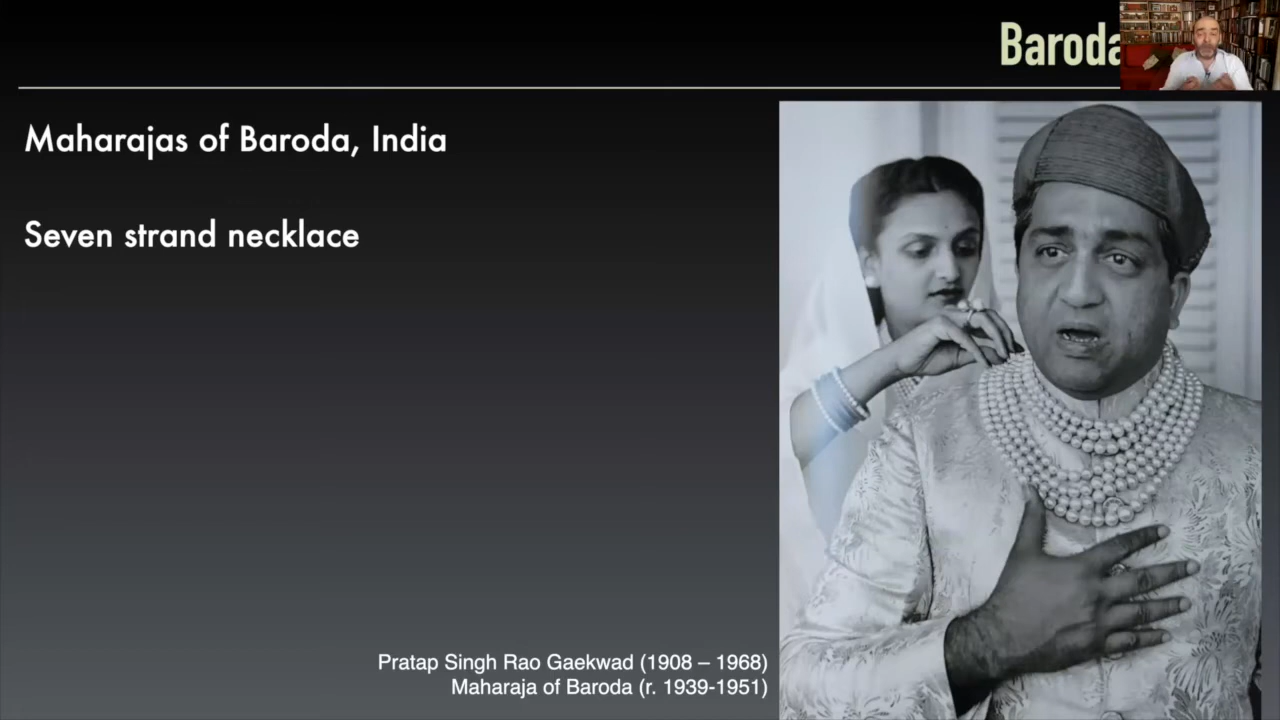 Baroda
Maharajas of Baroda, India
Seven strand necklace
Pratap Singh Rao Gaekwad (1908 – 1968)
Maharaja of Baroda (r. 1939-1951)